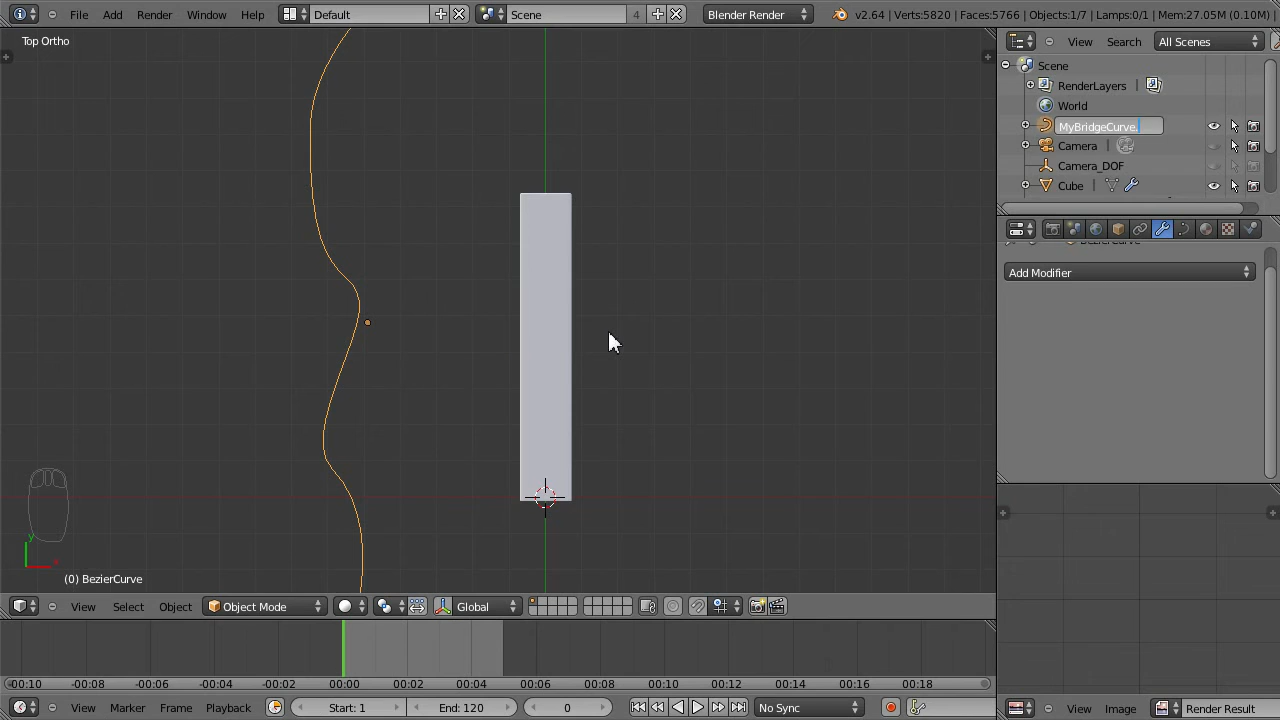 File Add Render Window Help Default Scene 4 Blender Render v2.64 | Verts:5820 | Faces:5766 | Objects:1/7 | Lamps:0/1 | Mem:27.05M (0.10M)
Top Ortho
View Search All Scenes
Scene
RenderLayers |
World
MyBridgeCurve.
Camera |
Camera_DOF
Cube |
BezierCurve
Add Modifier
y
x
(0) BezierCurve
View Select Object Object Mode Global
-00:10 -00:08 -00:06 -00:04 -00:02 00:00 00:02 00:04 00:06 00:08 00:10 00:12 00:14 00:16 00:18
View Marker Frame Playback Start: 1 End: 120 0 No Sync
View Image Render Result